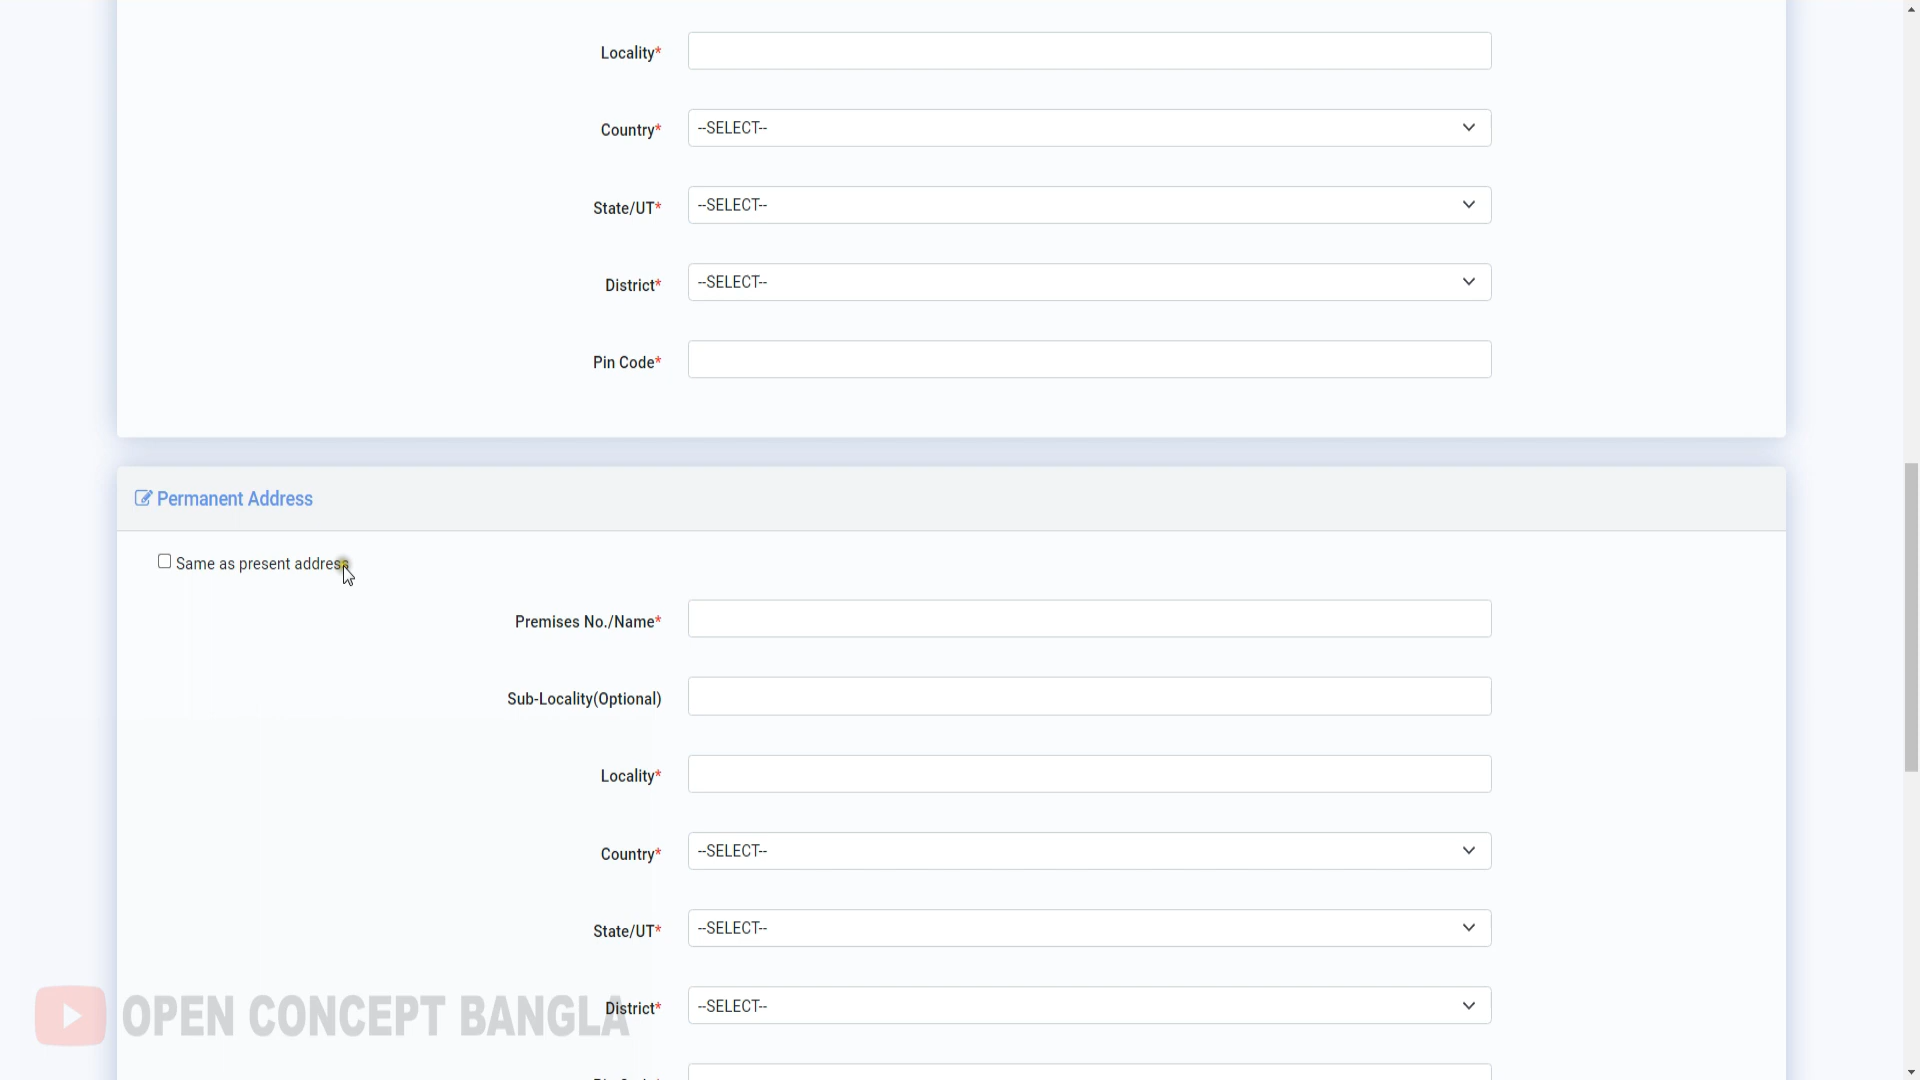 Locality*
Country*
--SELECT--
State/UT*
--SELECT--
District*
--SELECT--
Pin Code*
Permanent Address
Same as present address
Premises No./Name*
Sub-Locality(Optional)
Locality*
Country*
--SELECT--
State/UT*
--SELECT--
District*
--SELECT--
OPEN CONCEPT BANGLA